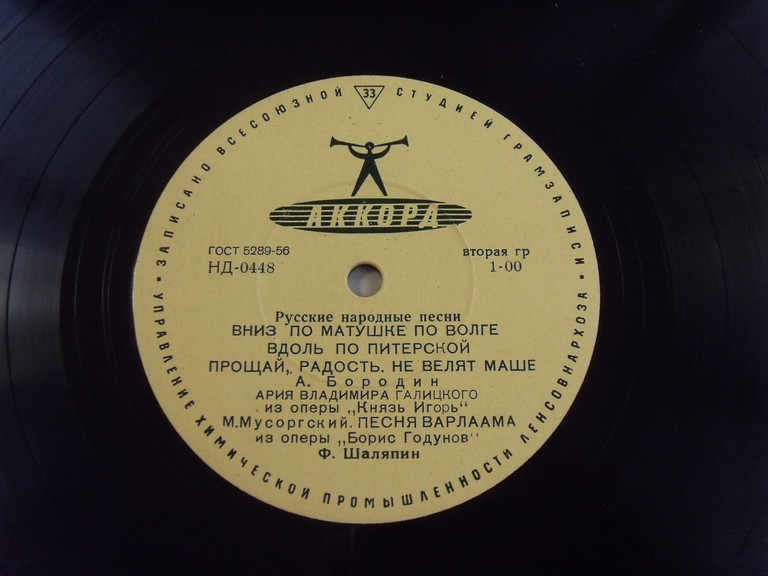 ЗАПИСАНО ВСЕСОЮЗНОЙ 33 СТУДИЕЙ ГРАМЗАПИСИ
АККОРД
ГОСТ 5289-56
НД-0448
вторая гр
1-00
Русские народные песни
ВНИЗ ПО МАТУШКЕ ПО ВОЛГЕ
ВДОЛЬ ПО ПИТЕРСКОЙ
ПРОЩАЙ, РАДОСТЬ. НЕ ВЕЛЯТ МАШЕ
А. Бородин
АРИЯ ВЛАДИМИРА ГАЛИЦКОГО
из оперы „Князь Игорь"
М.Мусоргский. ПЕСНЯ ВАРЛААМА
из оперы „Борис Годунов"
Ф. Шаляпин
• УПРАВЛЕНИЕ ХИМИЧЕСКОЙ ПРОМЫШЛЕННОСТИ ЛЕНСОВНАРХОЗА •